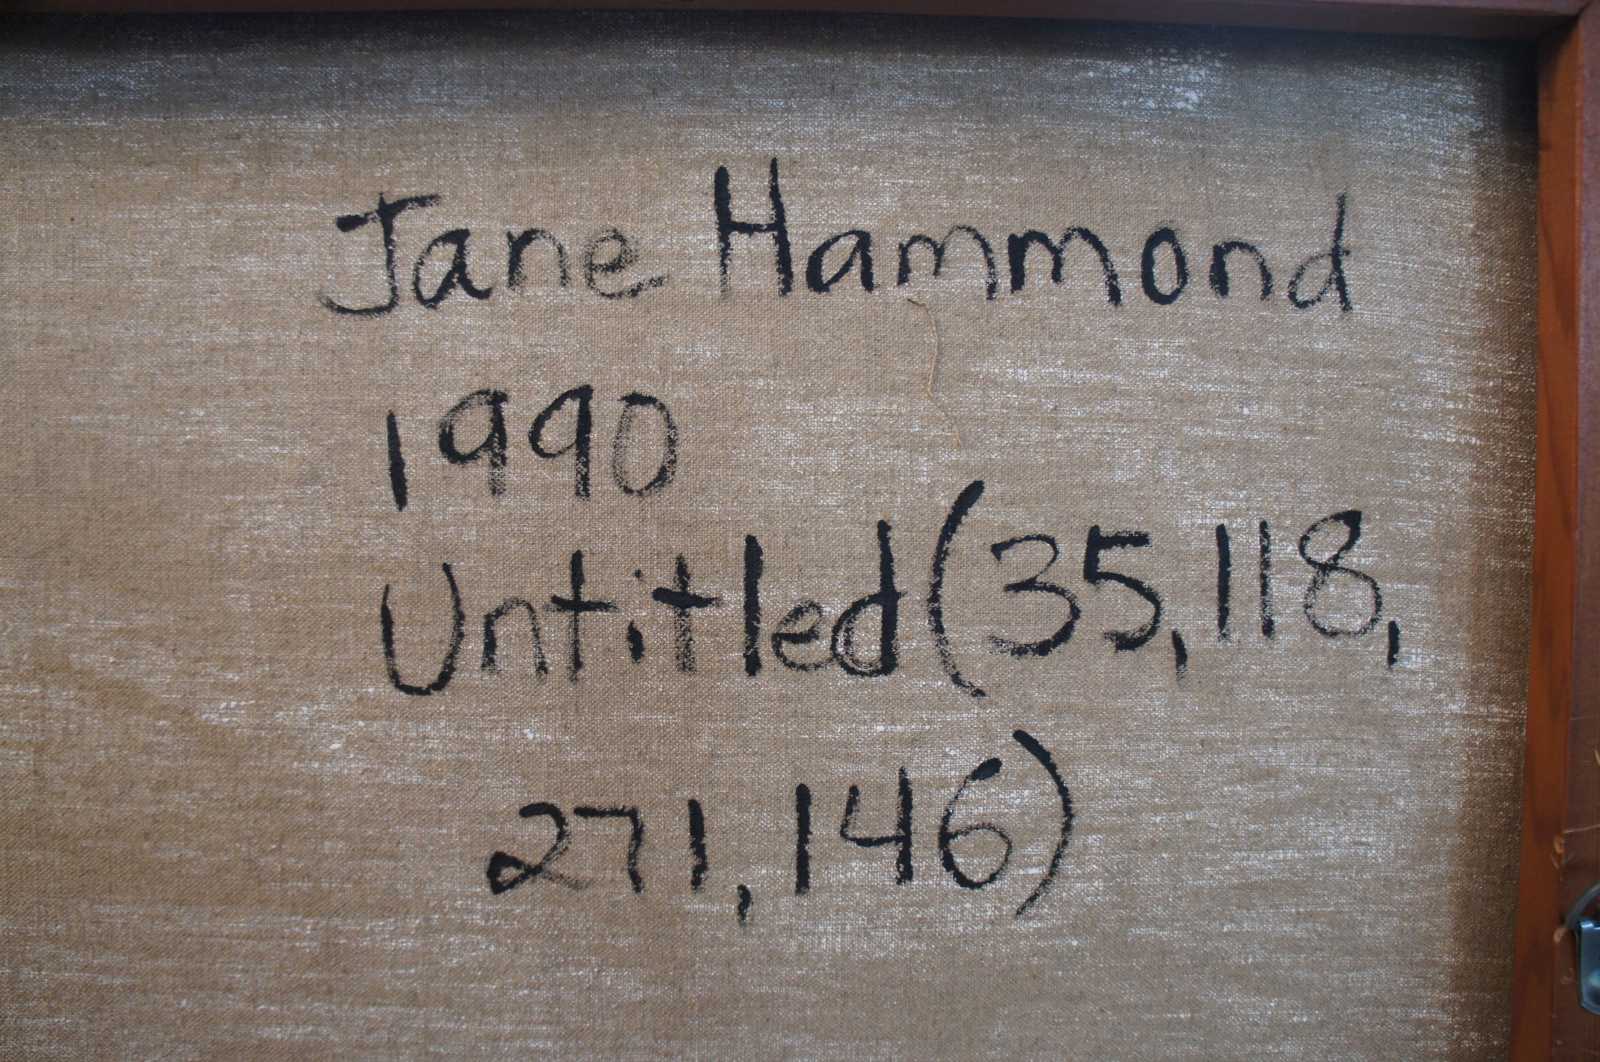 Jane Hammond
1990
Untitled (35, 118,
271, 146)